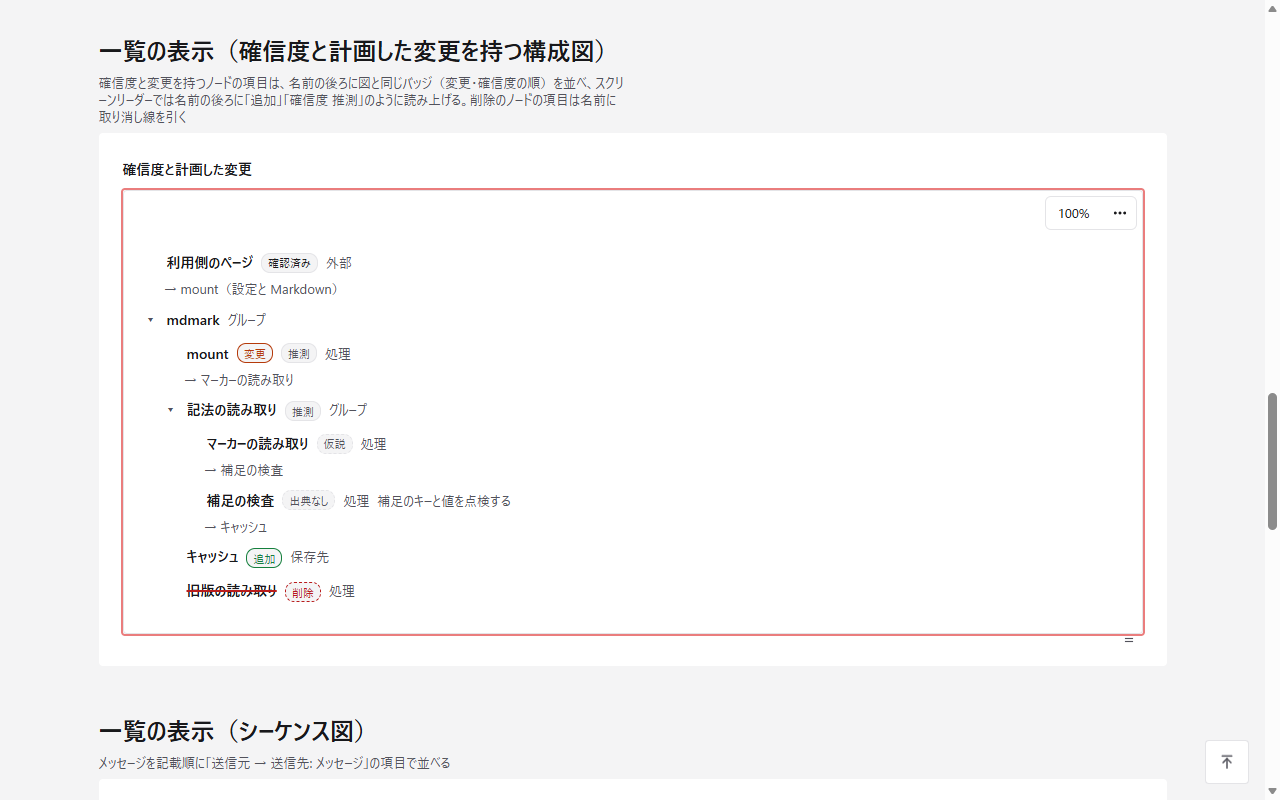 一覧の表示（確信度と計画した変更を持つ構成図）
確信度と変更を持つノードの項目は、名前の後ろに図と同じバッジ（変更・確信度の順）を並べ、スクリ
ーンリーダーでは名前の後ろに「追加」「確信度 推測」のように読み上げる。削除のノードの項目は名前に
取り消し線を引く
確信度と計画した変更
100% •••
利用側のページ 確認済み 外部
→ mount（設定と Markdown）
▾ mdmark グループ
mount 変更 推測 処理
→ マーカーの読み取り
▾ 記法の読み取り 推測 グループ
マーカーの読み取り 仮説 処理
→ 補足の検査
補足の検査 出典なし 処理 補足のキーと値を点検する
→ キャッシュ
キャッシュ 追加 保存先
旧版の読み取り 削除 処理
一覧の表示（シーケンス図）
メッセージを記載順に「送信元 → 送信先: メッセージ」の項目で並べる